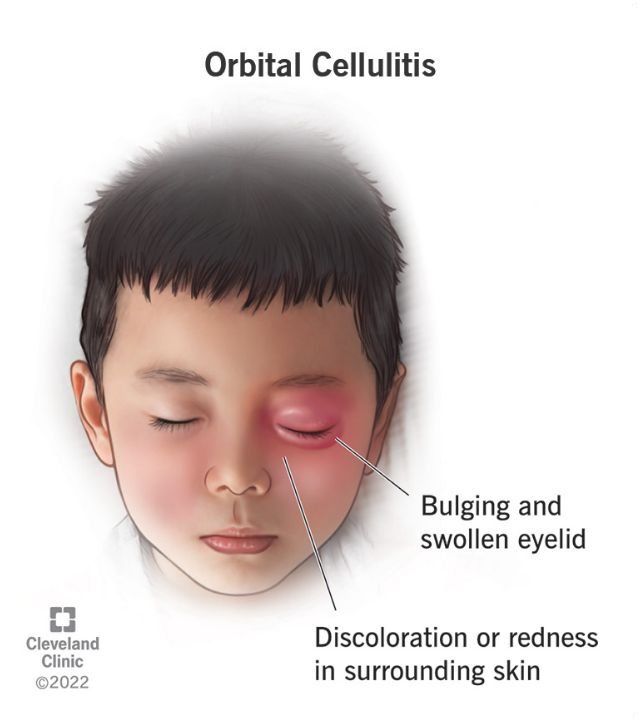 Orbital Cellulitis
Bulging and
swollen eyelid
Discoloration or redness
in surrounding skin
Cleveland
Clinic
©2022